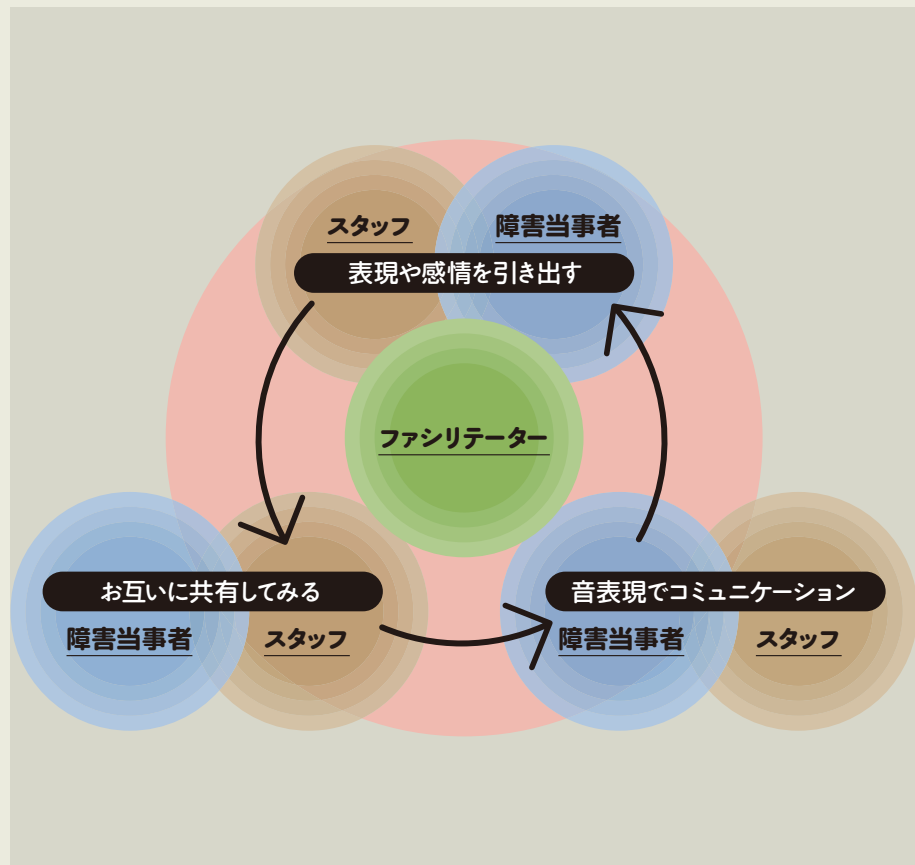 スタッフ
障害当事者
表現や感情を引き出す
ファシリテーター
お互いに共有してみる
障害当事者
スタッフ
音表現でコミュニケーション
障害当事者
スタッフ